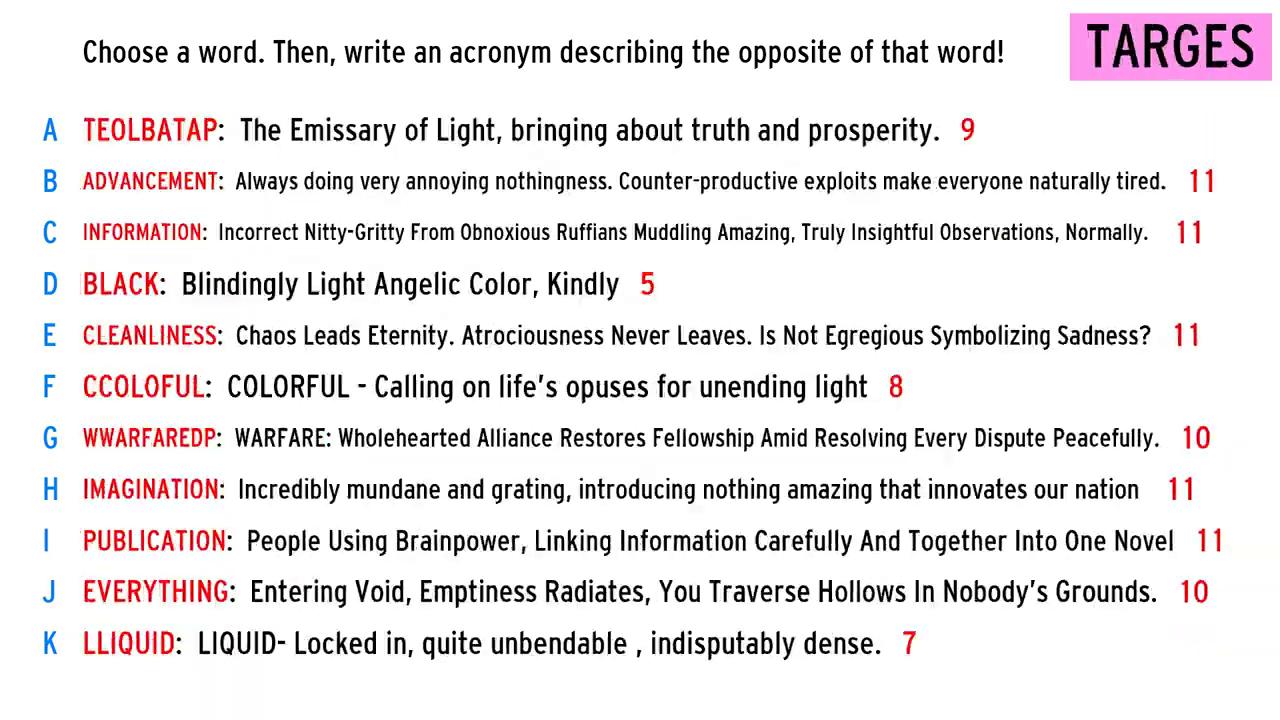 Choose a word. Then, write an acronym describing the opposite of that word!
TARGES
A TEOLBATAP: The Emissary of Light, bringing about truth and prosperity. 9
B ADVANCEMENT: Always doing very annoying nothingness. Counter-productive exploits make everyone naturally tired. 11
C INFORMATION: Incorrect Nitty-Gritty From Obnoxious Ruffians Muddling Amazing, Truly Insightful Observations, Normally. 11
D BLACK: Blindingly Light Angelic Color, Kindly 5
E CLEANLINESS: Chaos Leads Eternity. Atrociousness Never Leaves. Is Not Egregious Symbolizing Sadness? 11
F CCOLOFUL: COLORFUL - Calling on life's opuses for unending light 8
G WWARFAREDP: WARFARE: Wholehearted Alliance Restores Fellowship Amid Resolving Every Dispute Peacefully. 10
H IMAGINATION: Incredibly mundane and grating, introducing nothing amazing that innovates our nation 11
I PUBLICATION: People Using Brainpower, Linking Information Carefully And Together Into One Novel 11
J EVERYTHING: Entering Void, Emptiness Radiates, You Traverse Hollows In Nobody's Grounds. 10
K LLIQUID: LIQUID- Locked in, quite unbendable , indisputably dense. 7